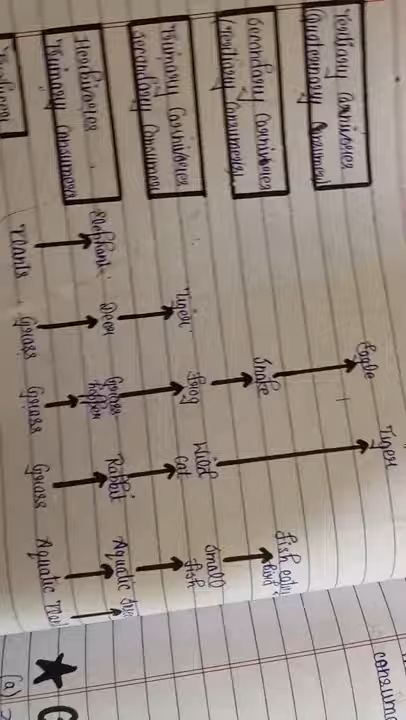 Tertiary Carnivores
(Quaternary Consumers)
Secondary Carnivores
(Tertiary Consumers).
Primary Carnivores
Secondary Consumers
Herbivores
Primary Consumers
Eagle
Tiger
Snake
Fish eating
bird
Tiger
Frog
Wild
Cat
Small
fish
Elephant
Deer
Grass
hopper
Rabbit
Aquatic
Plants
Grass
Grass
Grass
Aquatic
(a)